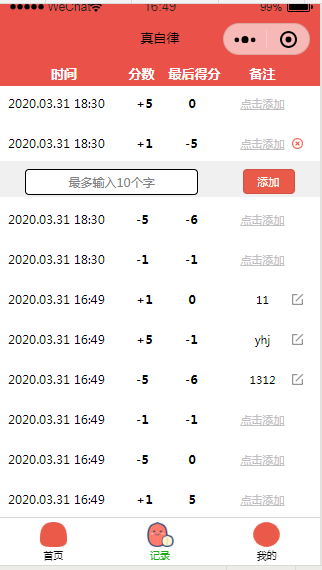 WeChat 16:49 99%
真自律
时间 分数 最后得分 备注
2020.03.31 18:30 +5 0 点击添加
2020.03.31 18:30 +1 -5 点击添加
最多输入10个字 添加
2020.03.31 18:30 -5 -6 点击添加
2020.03.31 18:30 -1 -1 点击添加
2020.03.31 16:49 +1 0 11
2020.03.31 16:49 +5 -1 yhj
2020.03.31 16:49 -5 -6 1312
2020.03.31 16:49 -1 -1 点击添加
2020.03.31 16:49 -5 0 点击添加
2020.03.31 16:49 +1 5 点击添加
首页 记录 我的